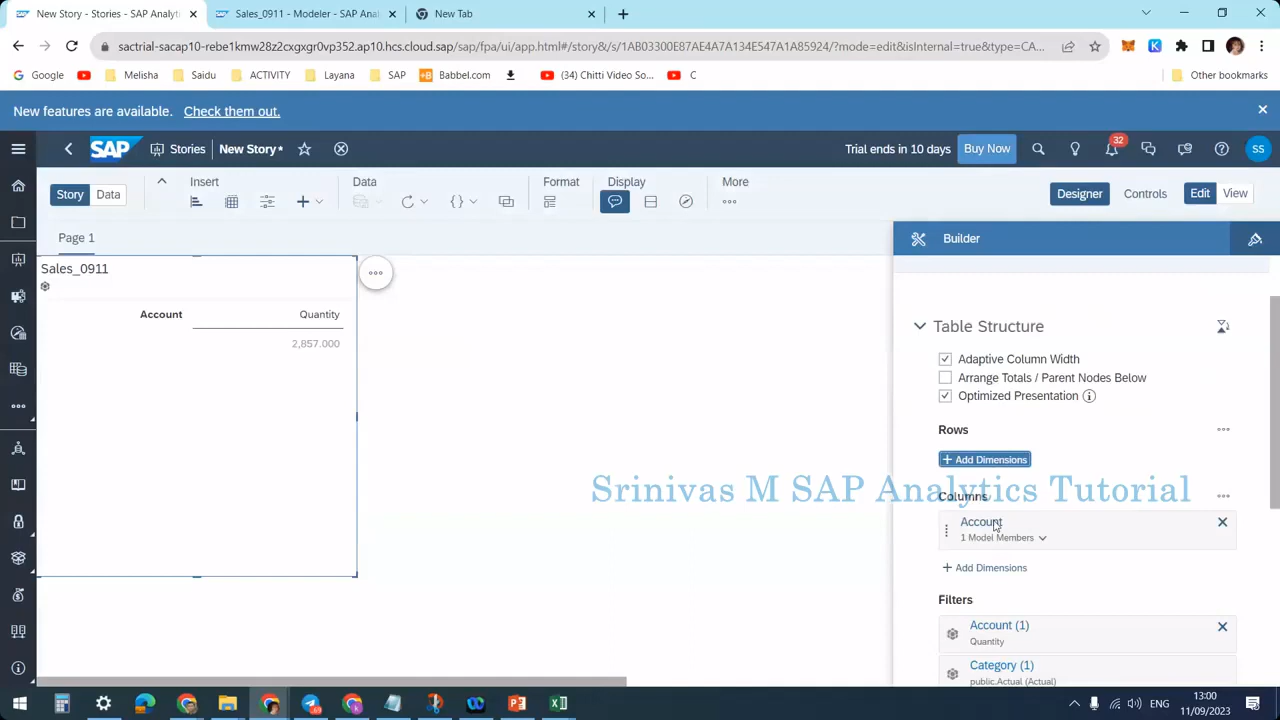 New Story - Stories - SAP Analyti
Sales_0911 - Modeler - SAP Anal
New Tab
sactrial-sacap10-rebe1kmw28z2cxgxgr0vp352.ap10.hcs.cloud.sap/sap/fpa/ui/app.html#/story&/s/1AB03300E87AE4A7A134E547A1A85924/?mode=edit&isInternal=true&type=CA...
Google
Melisha
Saidu
ACTIVITY
Layana
SAP
Babbel.com
(34) Chitti Video So...
C
Other bookmarks
New features are available. Check them out.
SAP Stories New Story* Trial ends in 10 days Buy Now 32 SS
Insert Data Format Display More
Story Data Designer Controls Edit View
Page 1
Builder
Sales_0911
Account Quantity
2,857.000
Table Structure
Adaptive Column Width
Arrange Totals / Parent Nodes Below
Optimized Presentation
Rows
+ Add Dimensions
Srinivas M SAP Analytics Tutorial
Columns
Account
1 Model Members
+ Add Dimensions
Filters
Account (1)
Quantity
Category (1)
public.Actual (Actual)
ENG
13:00
11/09/2023